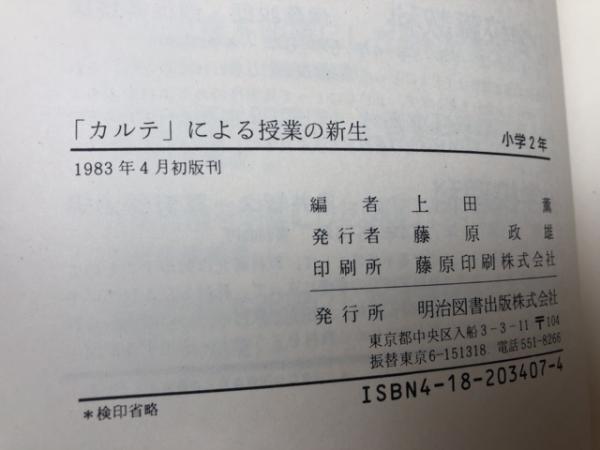 「カルテ」による授業の新生
小学2年
1983年4月初版刊
編者 上田薫
発行者 藤原政雄
印刷所 藤原印刷株式会社
発行所 明治図書出版株式会社
東京都中央区入船3-3-11 〒104
振替東京6-151318 電話551-8266
ISBN4-18-203407-4
*検印省略